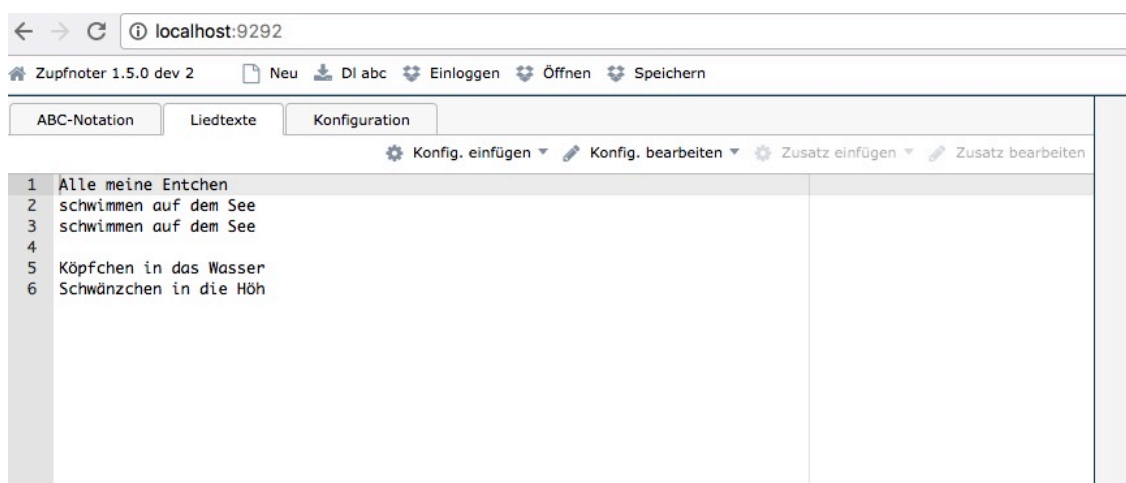 localhost:9292
Zupfnoter 1.5.0 dev 2 Neu Dl abc Einloggen Öffnen Speichern
ABC-Notation Liedtexte Konfiguration
Konfig. einfügen Konfig. bearbeiten Zusatz einfügen Zusatz bearbeiten
1 Alle meine Entchen
2 schwimmen auf dem See
3 schwimmen auf dem See
4
5 Köpfchen in das Wasser
6 Schwänzchen in die Höh